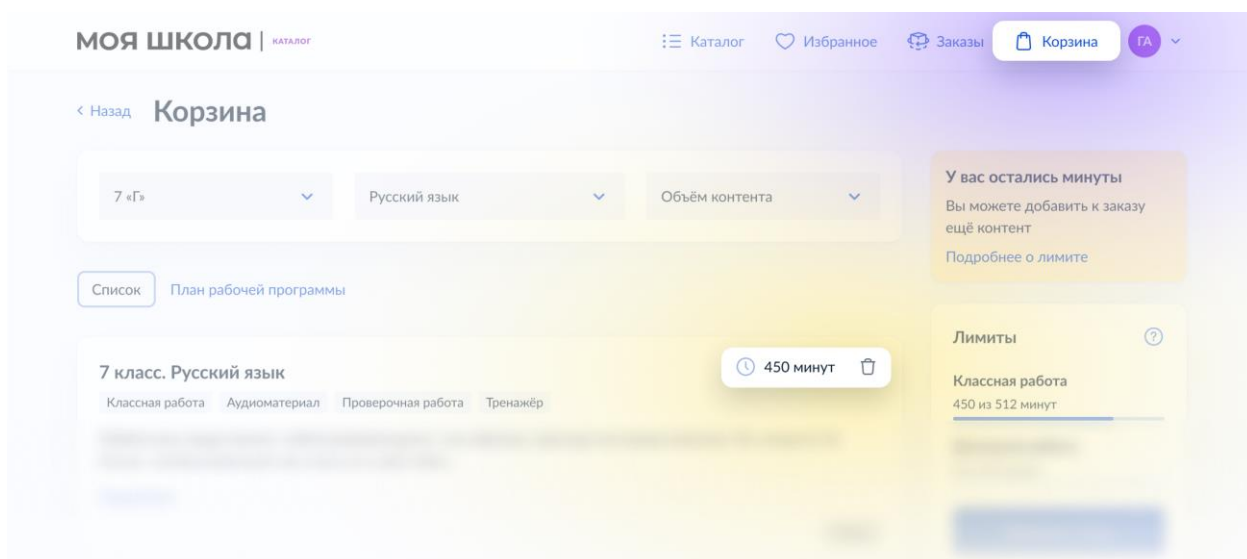 МОЯ ШКОЛА | КАТАЛОГ
Каталог
Избранное
Заказы
Корзина
ГА
Назад
Корзина
7 «Г»
Русский язык
Объём контента
У вас остались минуты
Вы можете добавить к заказу
ещё контент
Подробнее о лимите
Список
План рабочей программы
7 класс. Русский язык
450 минут
Классная работа
Аудиоматериал
Проверочная работа
Тренажёр
Лимиты
?
Классная работа
450 из 512 минут